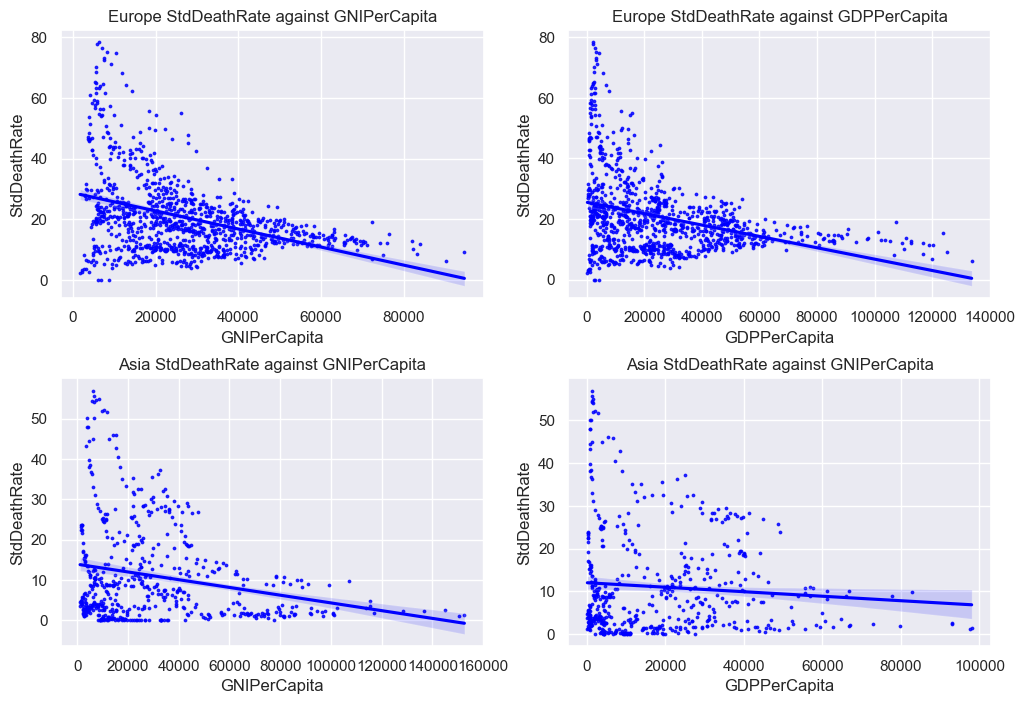 Europe StdDeathRate against GNIPerCapita
80
60
40
20
0
StdDeathRate
0 20000 40000 60000 80000
GNIPerCapita
Europe StdDeathRate against GDPPerCapita
80
60
40
20
0
StdDeathRate
0 20000 40000 60000 80000 100000 120000 140000
GDPPerCapita
Asia StdDeathRate against GNIPerCapita
50
40
30
20
10
0
StdDeathRate
0 20000 40000 60000 80000 100000 120000 140000 160000
GNIPerCapita
Asia StdDeathRate against GNIPerCapita
50
40
30
20
10
0
StdDeathRate
0 20000 40000 60000 80000 100000
GDPPerCapita